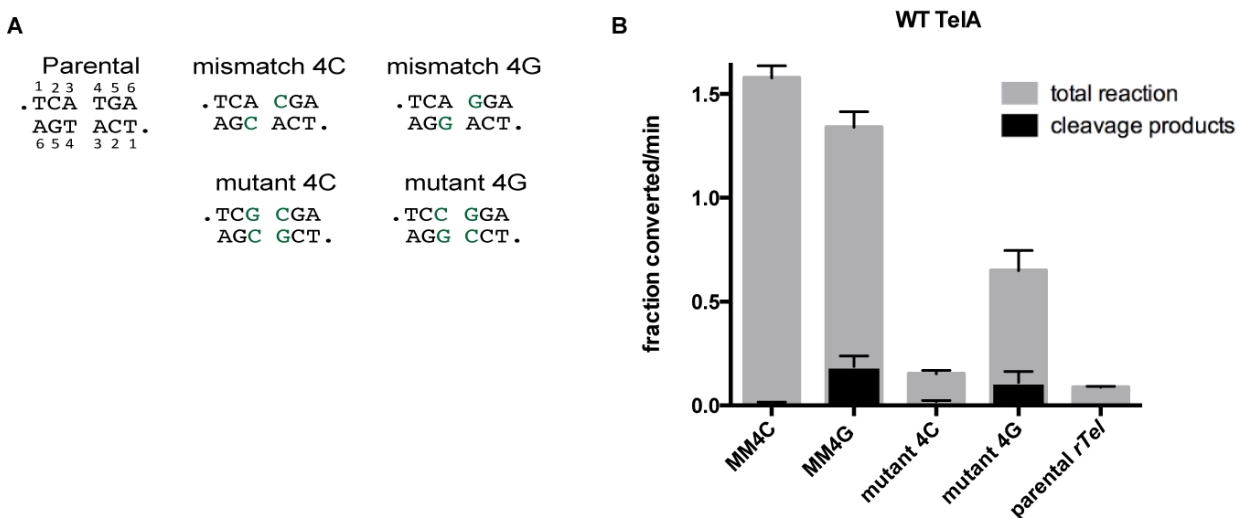 A
Parental
1 2 3 4 5 6
.TCA TGA
AGT ACT.
6 5 4 3 2 1
mismatch 4C
.TCA CGA
AGC ACT.
mismatch 4G
.TCA GGA
AGG ACT.
mutant 4C
.TCG CGA
AGC GCT.
mutant 4G
.TCC GGA
AGG CCT.
B
WT TelA
total reaction
cleavage products
fraction converted/min
1.5
1.0
0.5
0.0
MM4C
MM4G
mutant 4C
mutant 4G
parental rTel